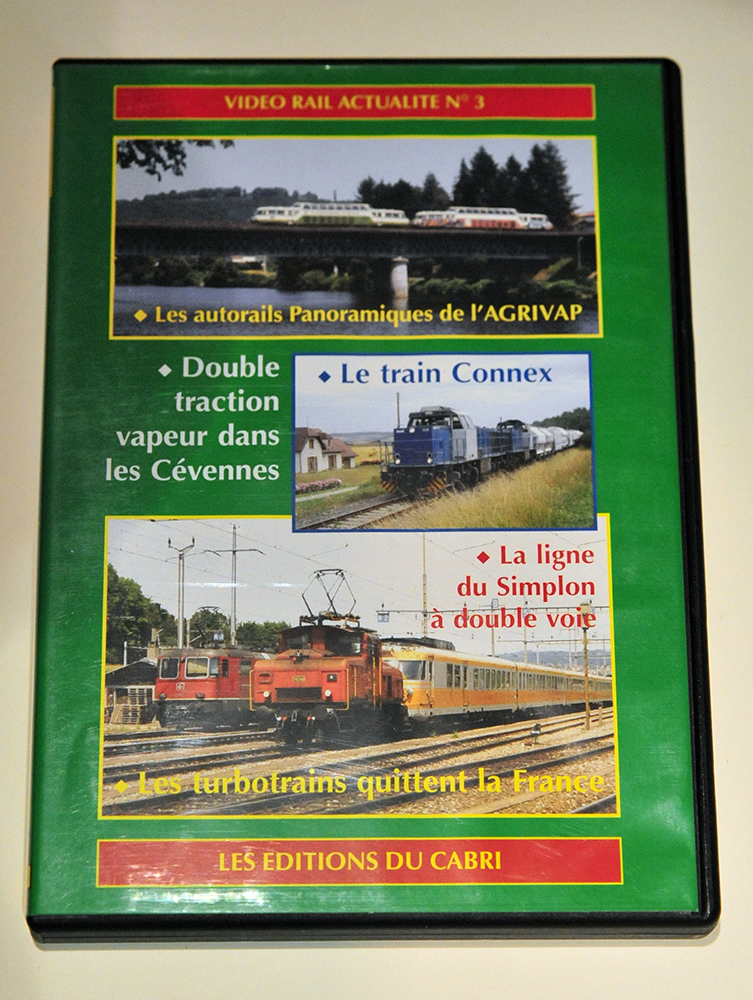 VIDEO RAIL ACTUALITE N° 3
◆ Les autorails Panoramiques de l'AGRIVAP
◆ Double
traction
vapeur dans
les Cévennes
◆ Le train Connex
◆ La ligne
du Simplon
à double voie
◆ Les turbotrains quittent la France
LES EDITIONS DU CABRI